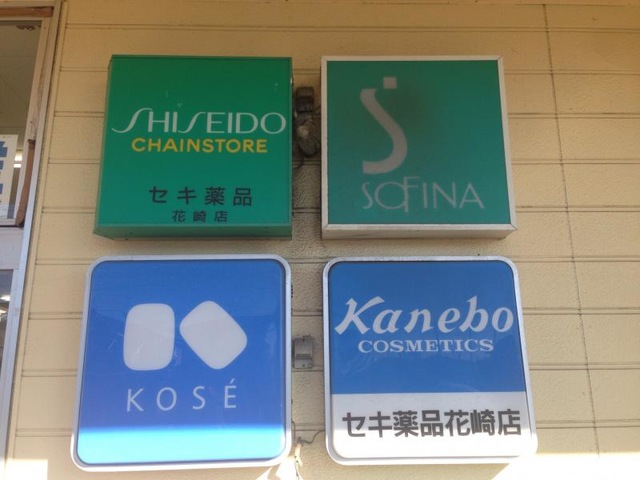 SHISEIDO
CHAINSTORE
セキ薬品
花崎店
SOFINA
KOSÉ
Kanebo
COSMETICS
セキ薬品花崎店